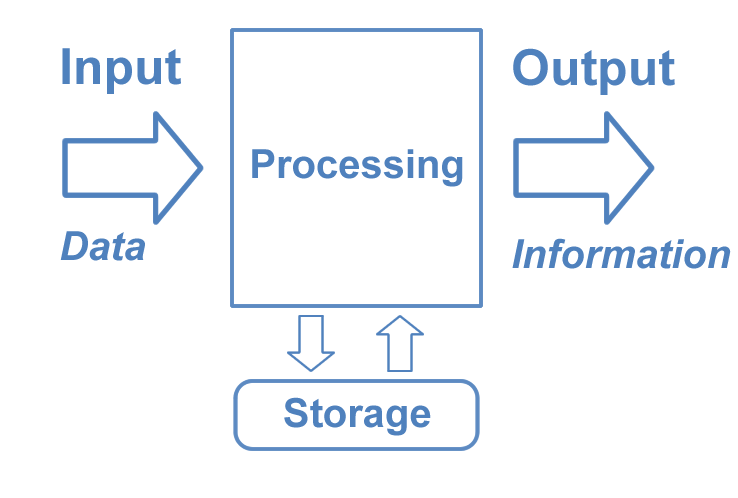 Input
Data
Processing
Output
Information
Storage